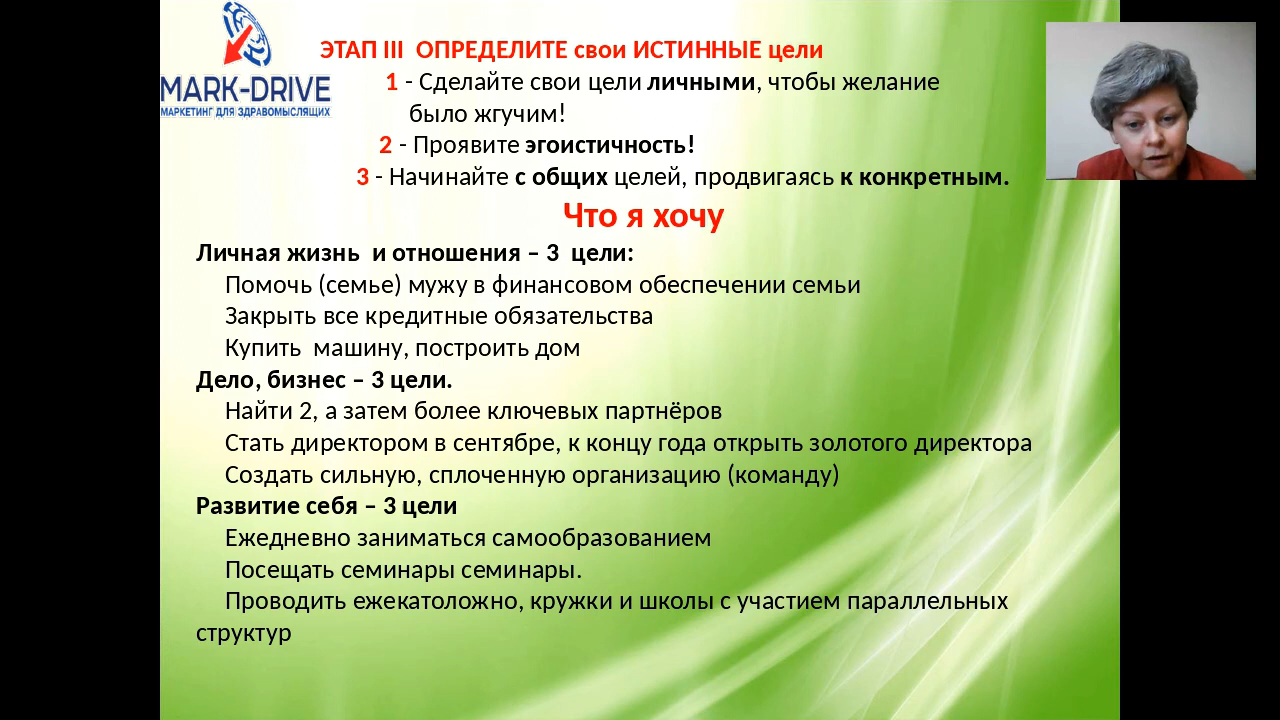 ЭТАП III ОПРЕДЕЛИТЕ свои ИСТИННЫЕ цели
MARK-DRIVE
МАРКЕТИНГ ДЛЯ ЗДРАВОМЫСЛЯЩИХ
1 - Сделайте свои цели личными, чтобы желание
было жгучим!
2 - Проявите эгоистичность!
3 - Начинайте с общих целей, продвигаясь к конкретным.
Что я хочу
Личная жизнь и отношения – 3 цели:
Помочь (семье) мужу в финансовом обеспечении семьи
Закрыть все кредитные обязательства
Купить машину, построить дом
Дело, бизнес – 3 цели.
Найти 2, а затем более ключевых партнёров
Стать директором в сентябре, к концу года открыть золотого директора
Создать сильную, сплоченную организацию (команду)
Развитие себя – 3 цели
Ежедневно заниматься самообразованием
Посещать семинары семинары.
Проводить ежекатоложно, кружки и школы с участием параллельных
структур